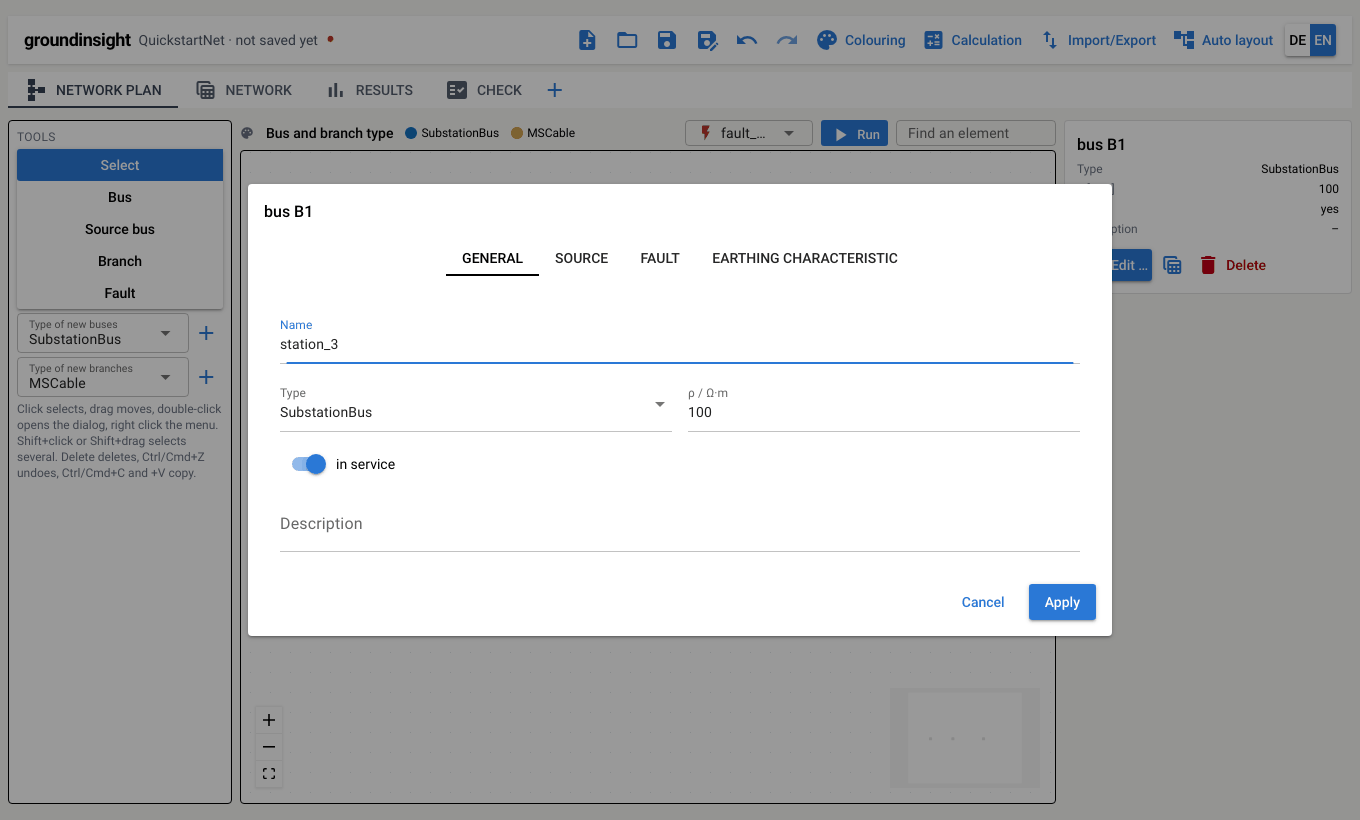 groundinsight QuickstartNet · not saved yet
Colouring Calculation Import/Export Auto layout DE EN
NETWORK PLAN NETWORK RESULTS CHECK
TOOLS
Select
Bus
Source bus
Branch
Fault
Type of new buses
SubstationBus
Type of new branches
MSCable
Click selects, drag moves, double-click
opens the dialog, right click the menu.
Shift+click or Shift+drag selects
several. Delete deletes, Ctrl/Cmd+Z
undoes, Ctrl/Cmd+C and +V copy.
Bus and branch type SubstationBus MSCable
fault_... Run Find an element
bus B1
Type SubstationBus
100
yes
–
Edit ... Delete
bus B1
GENERAL SOURCE FAULT EARTHING CHARACTERISTIC
Name
station_3
Type
SubstationBus
ρ / Ω·m
100
in service
Description
Cancel Apply